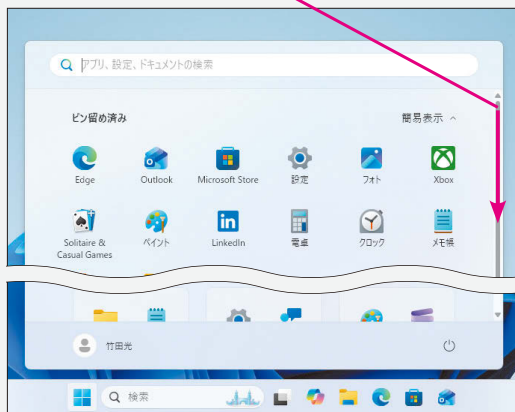 アプリ、設定、ドキュメントの検索
ピン留め済み
簡易表示
Edge
Outlook
Microsoft Store
設定
フォト
Xbox
Solitaire &
Casual Games
ペイント
LinkedIn
電卓
クロック
メモ帳
竹田光
検索